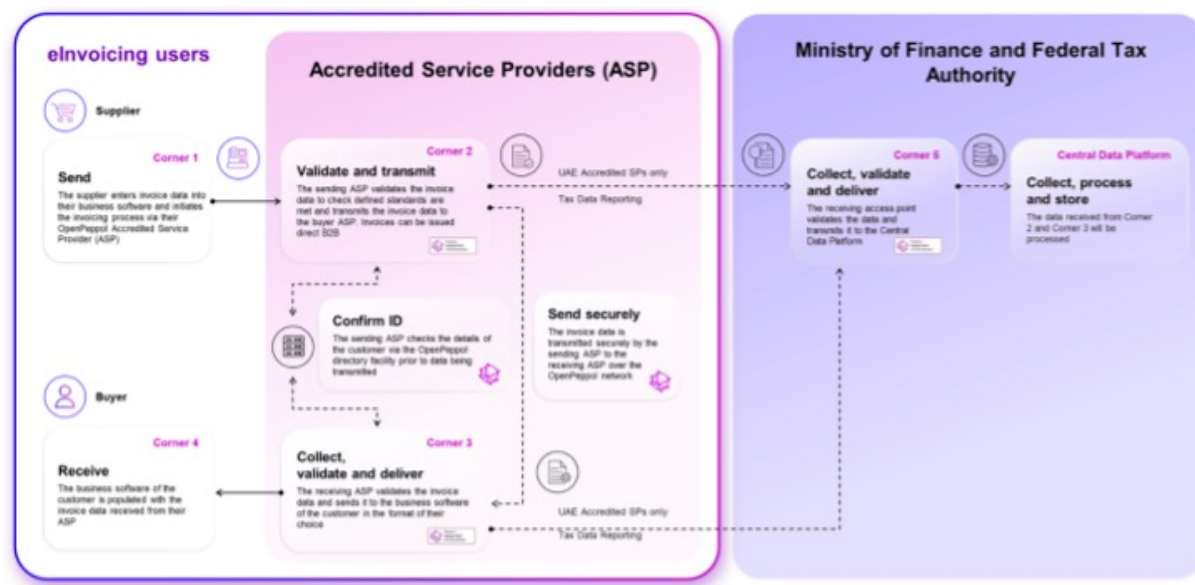 eInvoicing users
Supplier
Corner 1
Send
The supplier enters invoice data into
their business software and initiates
the invoicing process via their
OpenPeppol Accredited Service
Provider (ASP)
Accredited Service Providers (ASP)
Corner 2
Validate and transmit
The sending ASP validates the invoice
data to check defined standards are
met and transmits the invoice data to
the buyer ASP. Invoices can be issued
direct B2B
UAE Accredited SPs only
Tax Data Reporting
Confirm ID
The sending ASP checks the details of
the customer via the OpenPeppol
directory facility prior to data being
transmitted
Send securely
The invoice data is
transmitted securely by the
sending ASP to the
receiving ASP over the
OpenPeppol network
Buyer
Corner 4
Receive
The business software of the
customer is populated with the
invoice data received from their
ASP
Corner 3
Collect,
validate and deliver
The receiving ASP validates the invoice
data and sends it to the business software
of the customer in the format of their
choice
UAE Accredited SPs only
Tax Data Reporting
Ministry of Finance and Federal Tax
Authority
Corner 5
Collect, validate
and deliver
The receiving access point
validates the data and
transmits it to the Central
Data Platform
Central Data Platform
Collect, process
and store
The data received from Corner
2 and Corner 3 will be
processed